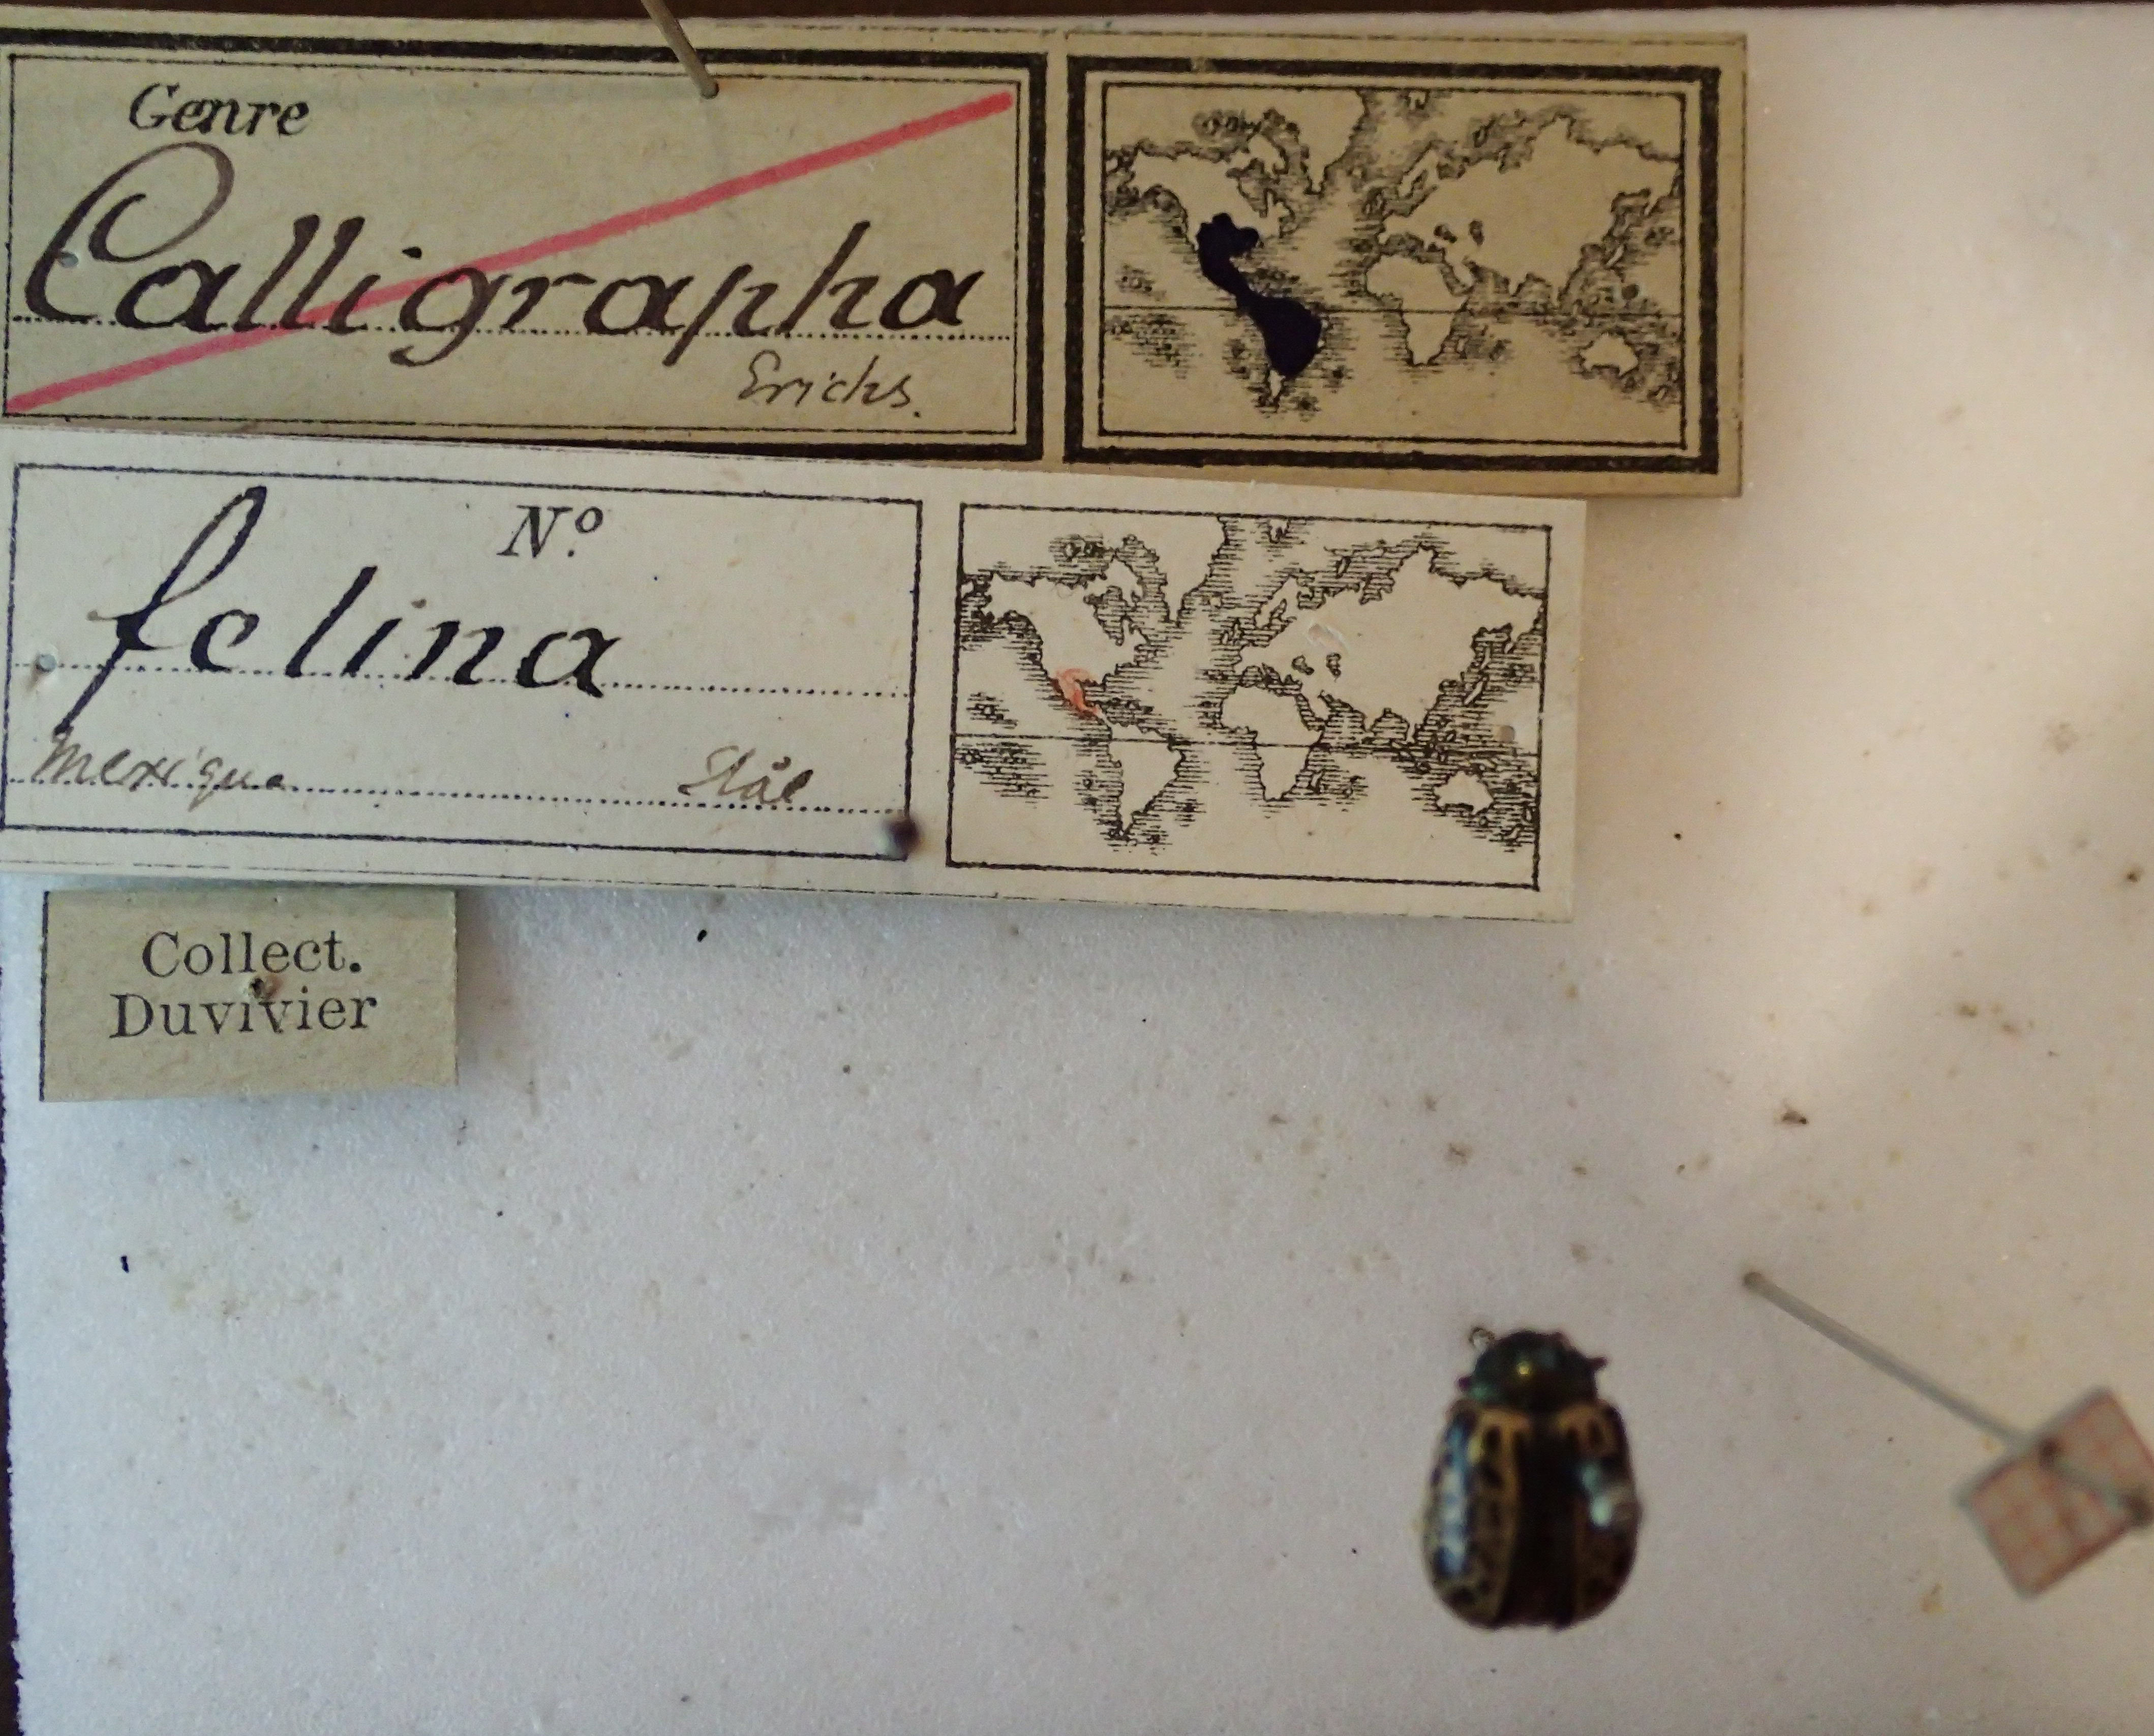 Genre
Calligrapha
Erichs.
N.º
felina
Mexique Stål
Collect.
Duvivier